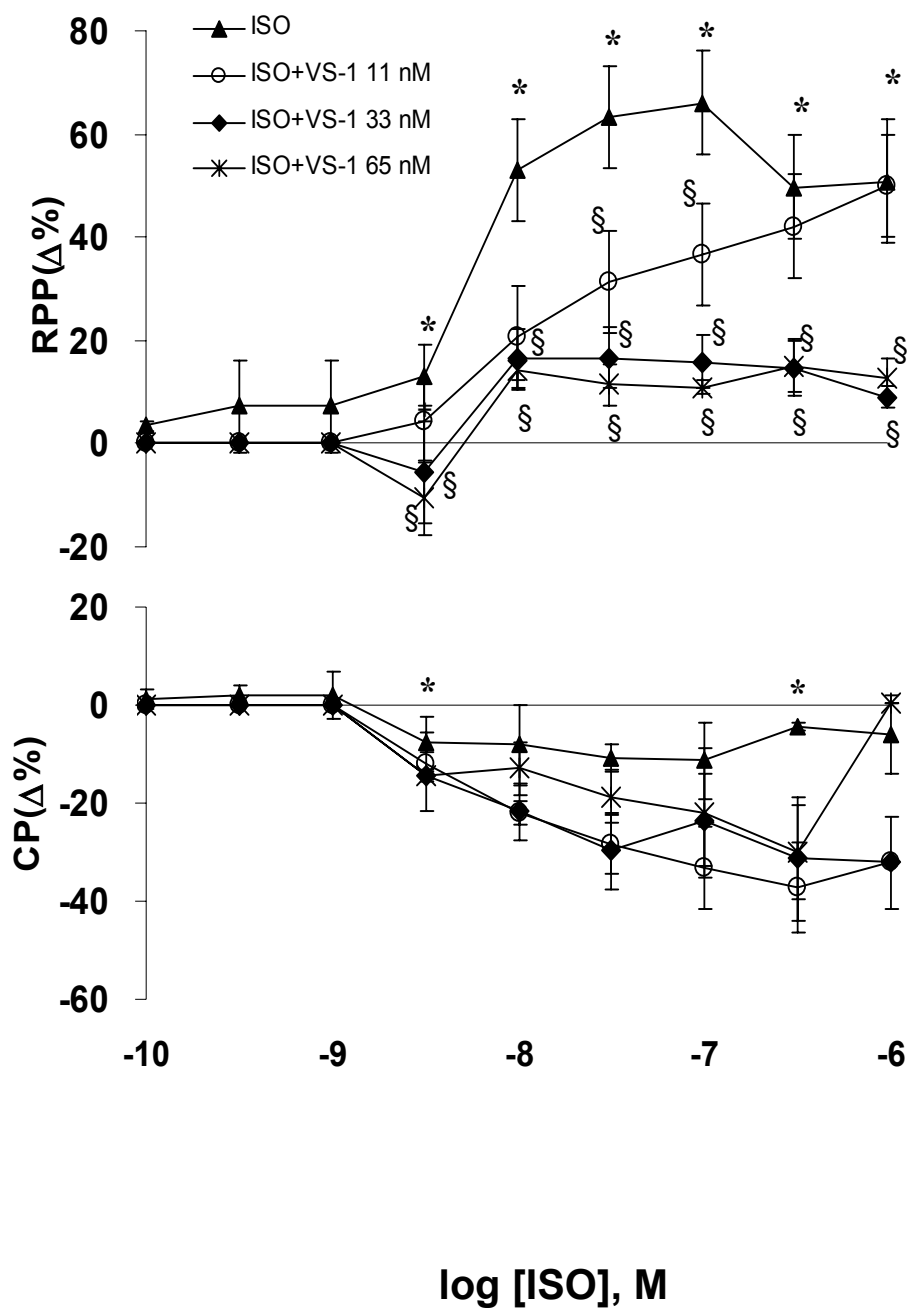 80
60
40
20
0
-20
RPP(Δ%)
ISO
ISO+VS-1 11 nM
ISO+VS-1 33 nM
ISO+VS-1 65 nM
* * * * * *
§ §
§ § § § §
§ § § § §
§ §
20
0
-20
-40
-60
CP(Δ%)
* *
-10 -9 -8 -7 -6
log [ISO], M